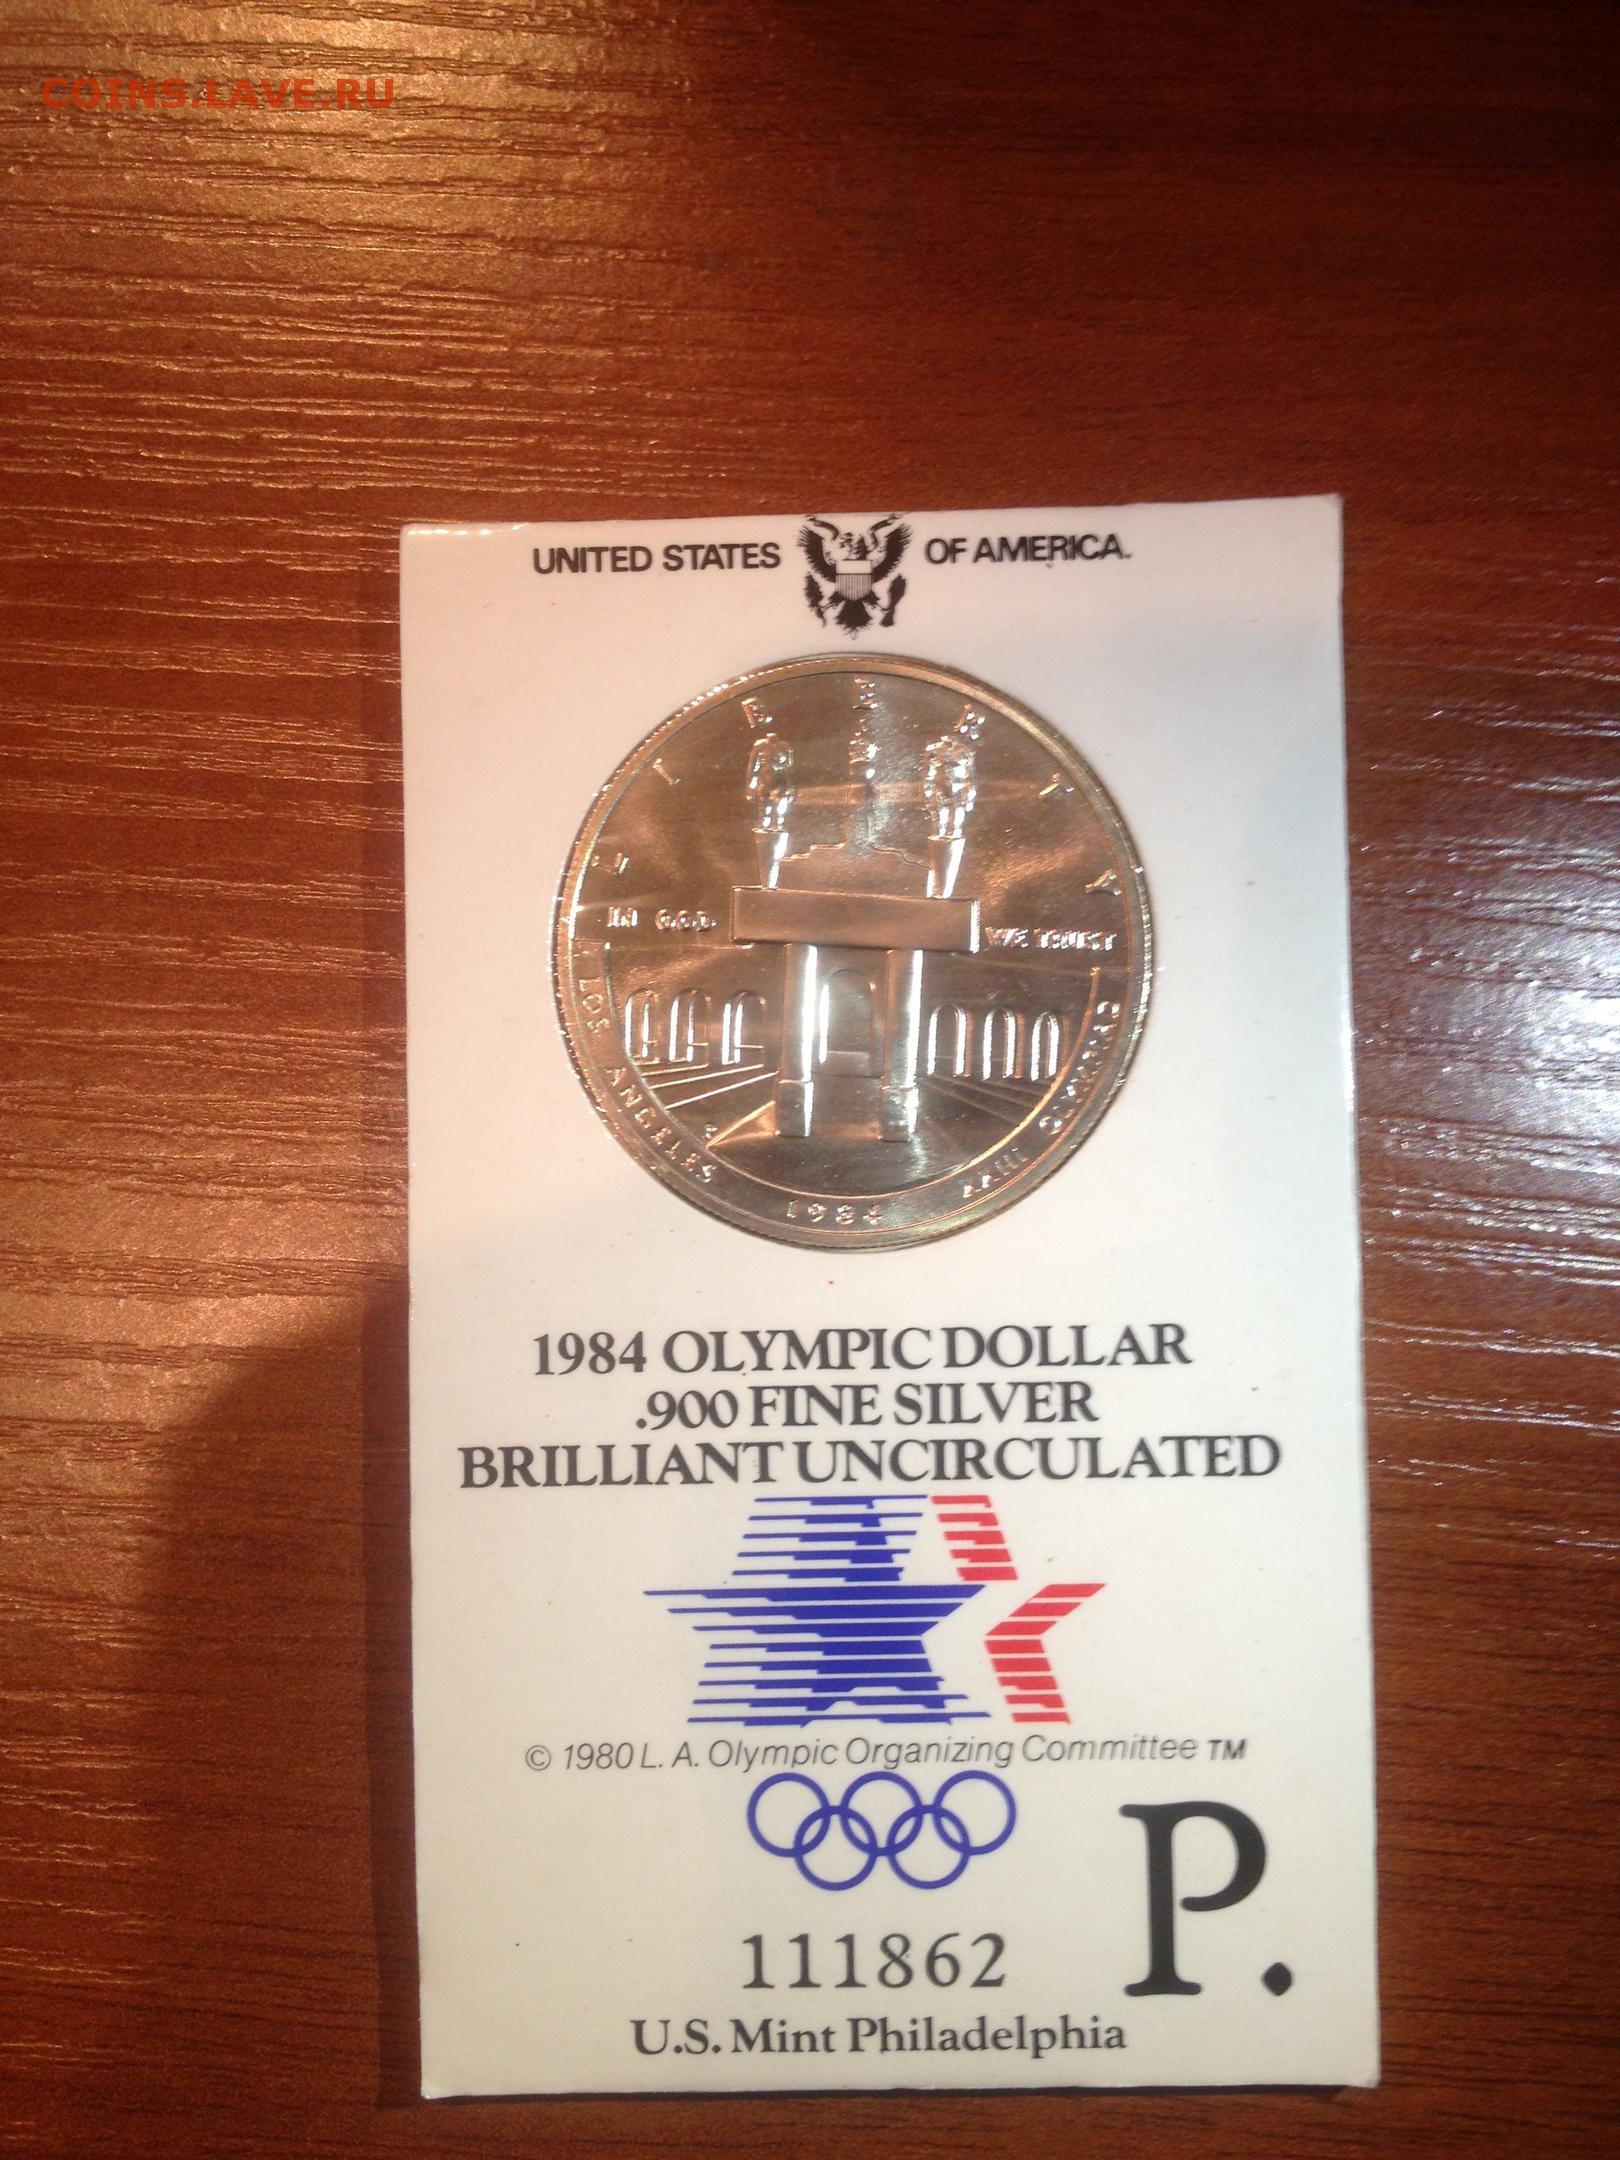 COINS.LAVE.RU
UNITED STATES OF AMERICA.
LIBERTY
IN GOD WE TRUST
LOS ANGELES 1984 XXIII OLYMPIAD
1984 OLYMPIC DOLLAR
.900 FINE SILVER
BRILLIANT UNCIRCULATED
© 1980 L. A. Olympic Organizing Committee TM
P.
111862
U.S. Mint Philadelphia